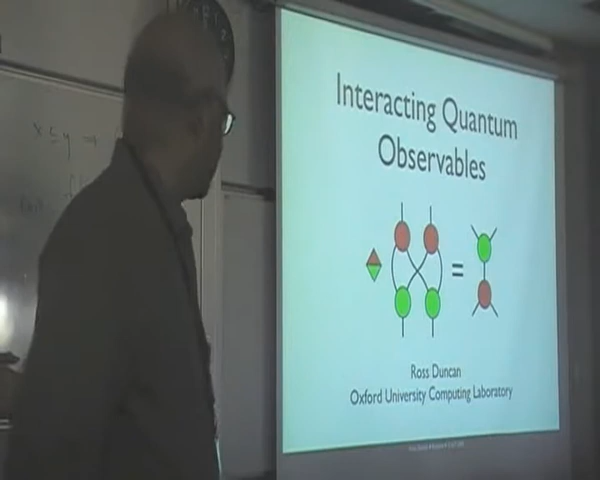 x ≤ y ⇒
Interacting Quantum
Observables
=
Ross Duncan
Oxford University Computing Laboratory